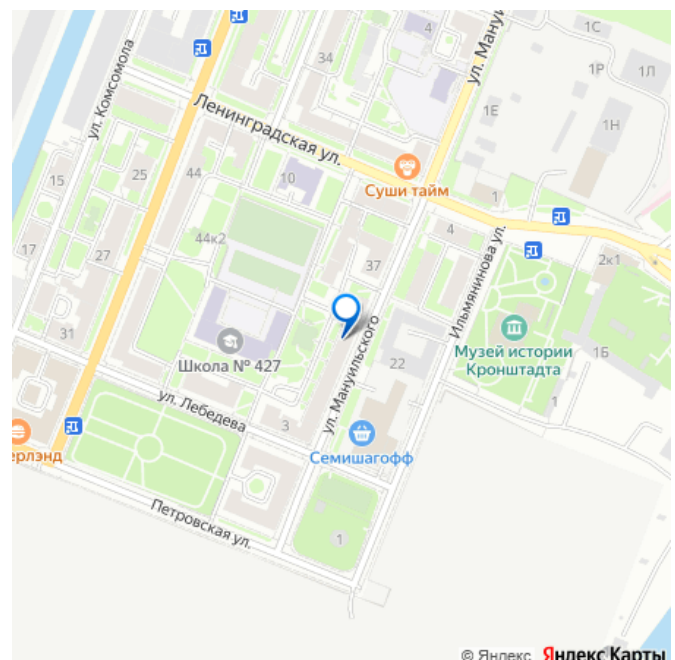 4
1С
1Р
1Л
ул. Комсомола
34
ул. Мануи
1Е
1Н
Ленинградская ул.
15
25
44
10
Суши тайм
1
17
27
44к2
37
4
Ильмянинова ул.
2к1
31
Школа № 427
ул. Мануильского
22
Музей истории
Кронштадта
1Б
ул. Лебедева
3
1
ерлэнд
Семишагофф
Петровская ул.
1
© Яндекс Яндекс Карты